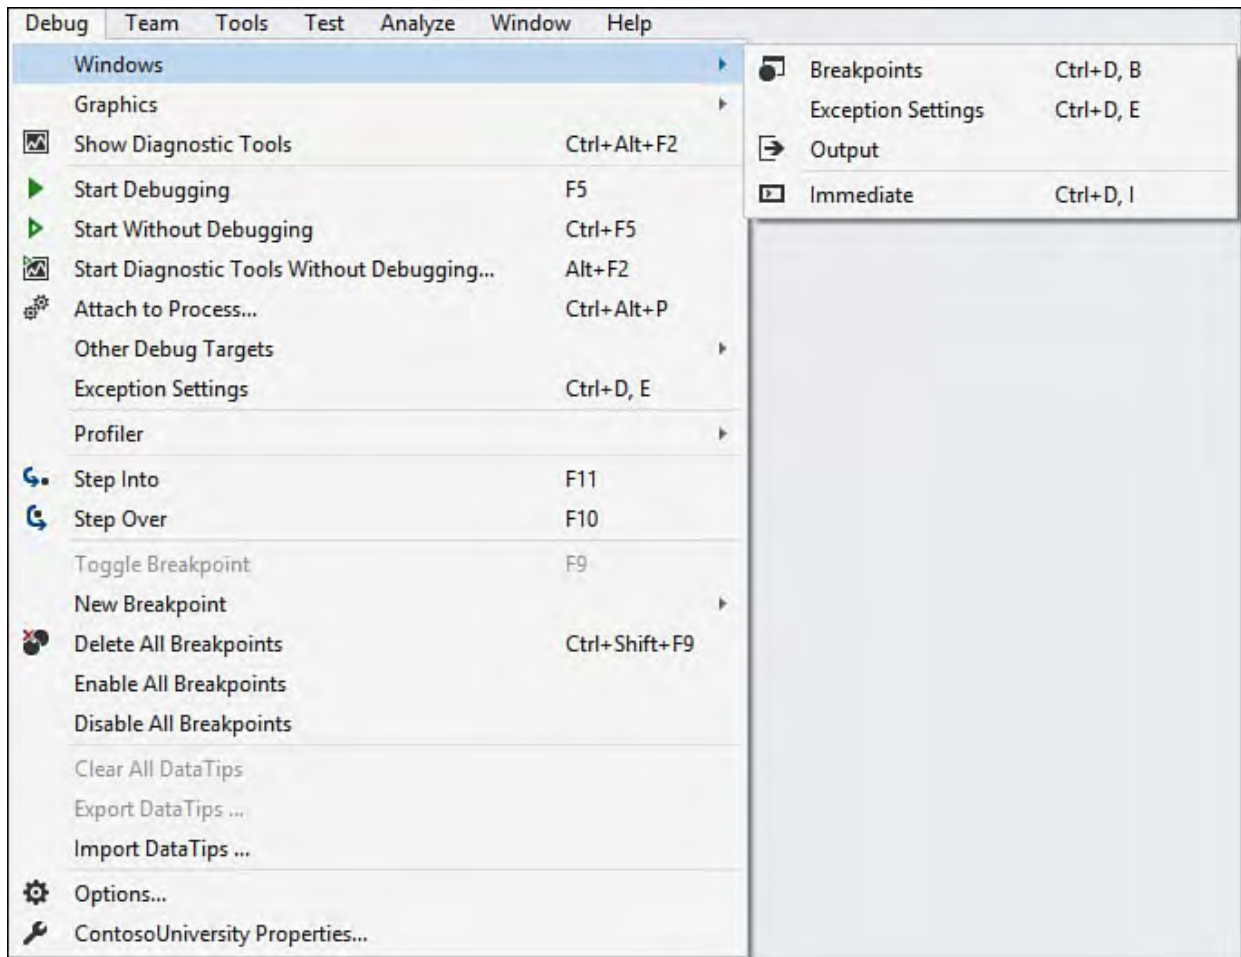 Debug Team Tools Test Analyze Window Help
Windows
Breakpoints Ctrl+D, B
Graphics
Exception Settings Ctrl+D, E
Show Diagnostic Tools Ctrl+Alt+F2
Output
Start Debugging F5
Immediate Ctrl+D, I
Start Without Debugging Ctrl+F5
Start Diagnostic Tools Without Debugging... Alt+F2
Attach to Process... Ctrl+Alt+P
Other Debug Targets
Exception Settings Ctrl+D, E
Profiler
Step Into F11
Step Over F10
Toggle Breakpoint F9
New Breakpoint
Delete All Breakpoints Ctrl+Shift+F9
Enable All Breakpoints
Disable All Breakpoints
Clear All DataTips
Export DataTips ...
Import DataTips ...
Options...
ContosoUniversity Properties...